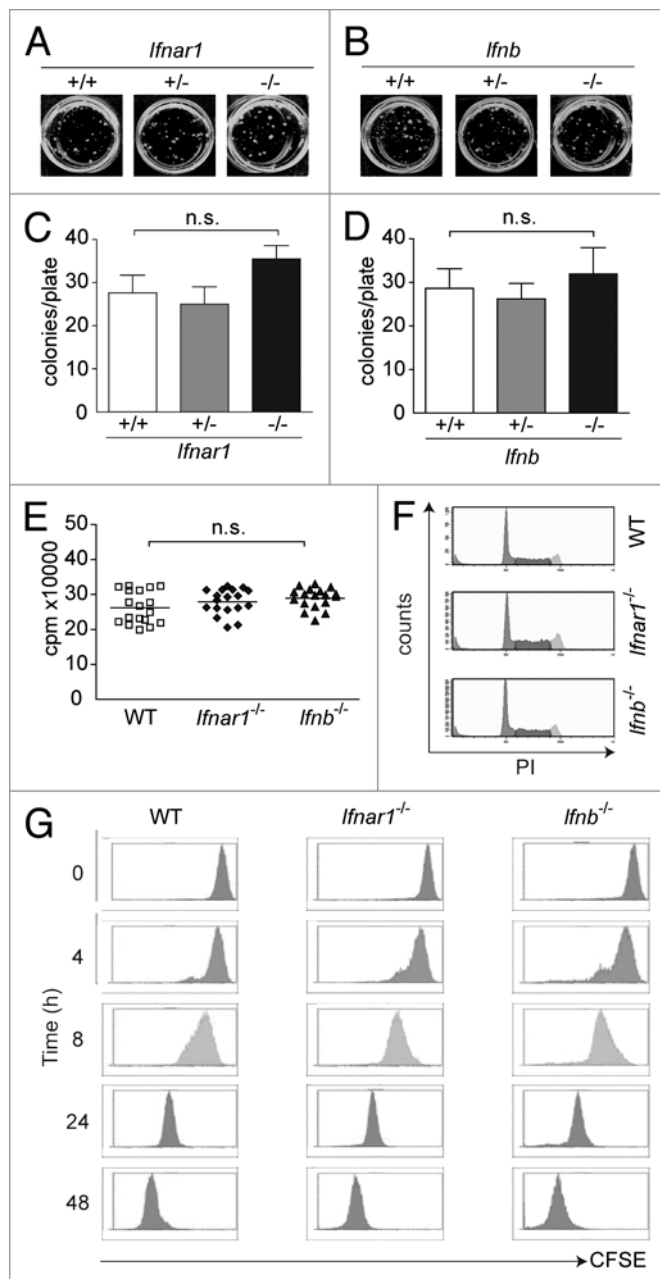 A
Ifnar1
+/+ +/- -/-
B
Ifnb
+/+ +/- -/-
C
n.s.
colonies/plate
40
30
20
10
0
+/+ +/- -/-
Ifnar1
D
n.s.
colonies/plate
40
30
20
10
0
+/+ +/- -/-
Ifnb
E
n.s.
cpm x10000
50
40
30
20
10
0
WT Ifnar1-/- Ifnb-/-
F
counts
WT
Ifnar1-/-
Ifnb-/-
PI
G
WT Ifnar1-/- Ifnb-/-
Time (h)
0
4
8
24
48
CFSE